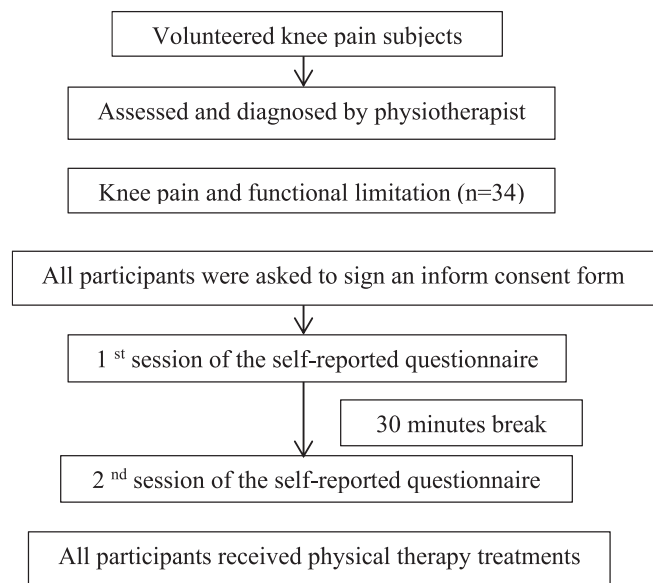 Volunteered knee pain subjects
Assessed and diagnosed by physiotherapist
Knee pain and functional limitation (n=34)
All participants were asked to sign an inform consent form
1 st session of the self-reported questionnaire
30 minutes break
2 nd session of the self-reported questionnaire
All participants received physical therapy treatments